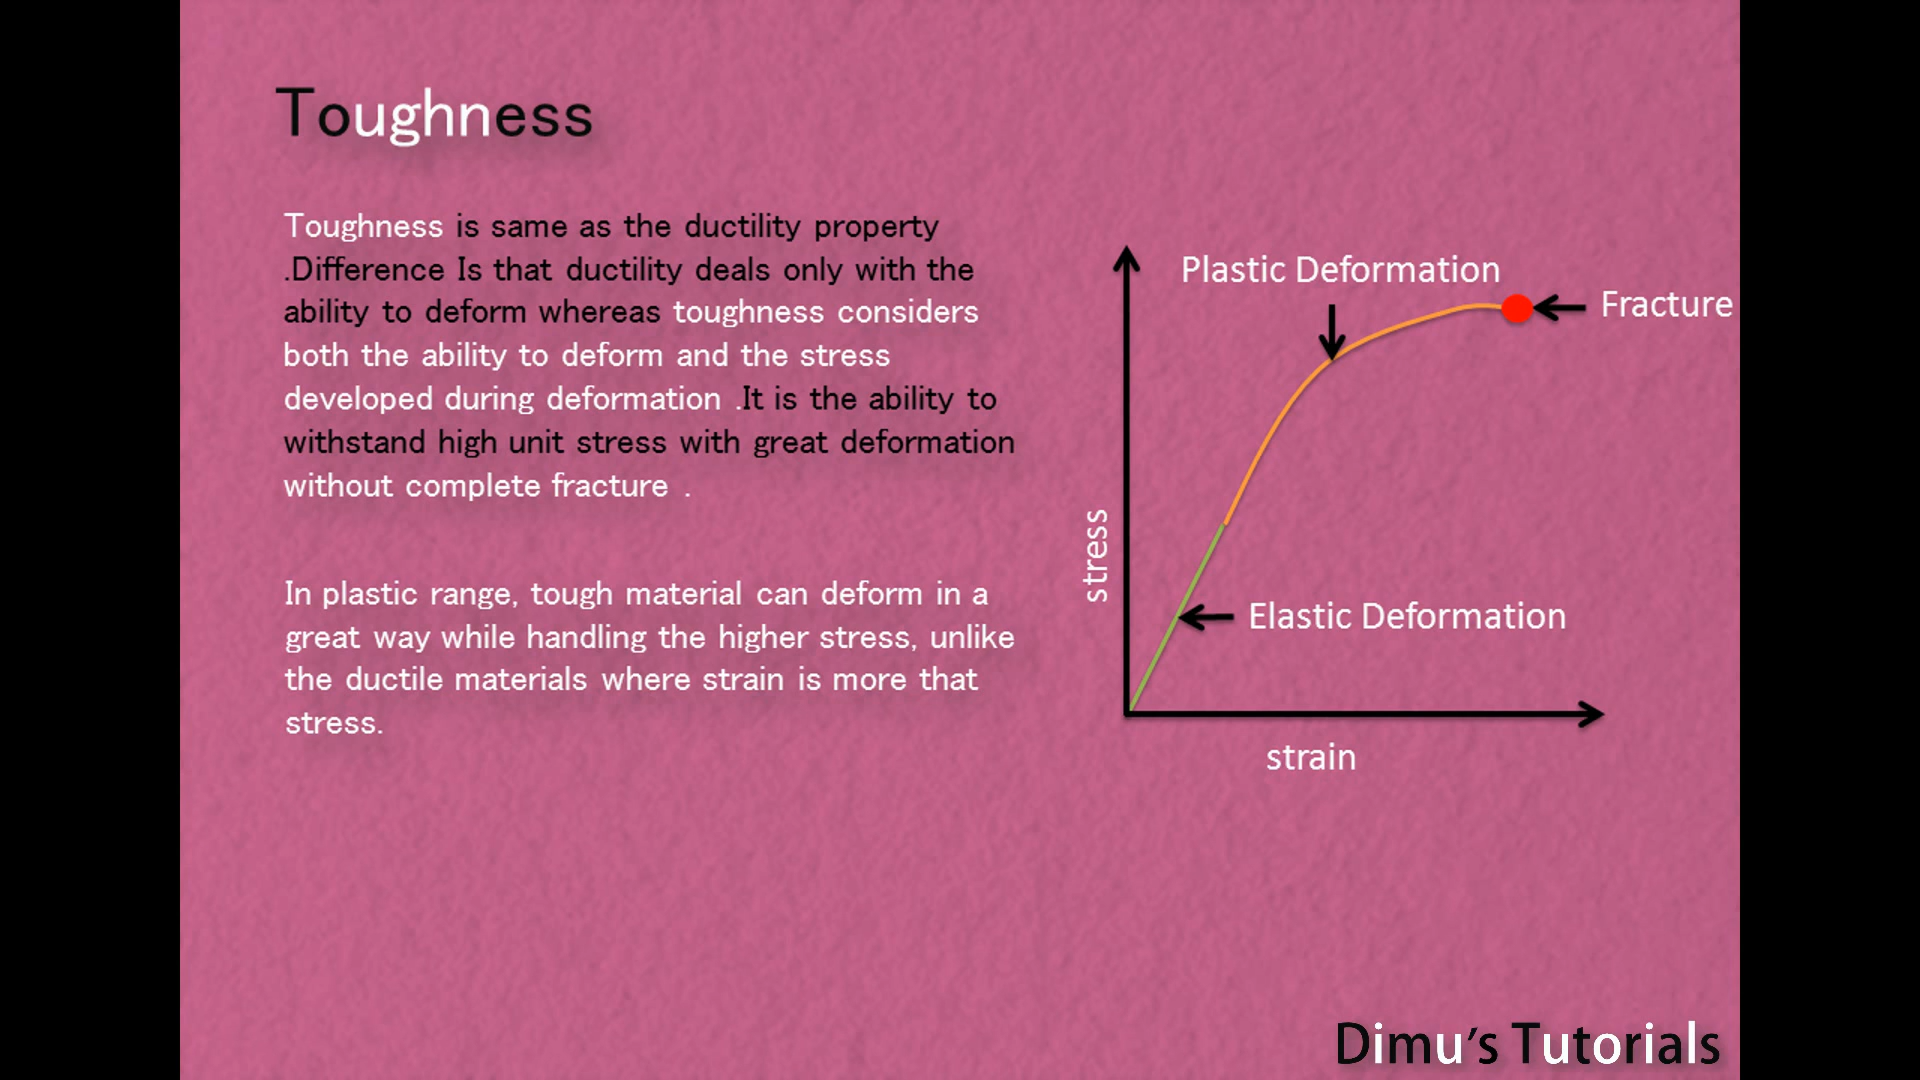 Toughness
Toughness is same as the ductility property
.Difference Is that ductility deals only with the
ability to deform whereas toughness considers
both the ability to deform and the stress
developed during deformation .It is the ability to
withstand high unit stress with great deformation
without complete fracture .
In plastic range, tough material can deform in a
great way while handling the higher stress, unlike
the ductile materials where strain is more that
stress.
Plastic Deformation
Fracture
stress
Elastic Deformation
strain
Dimu's Tutorials